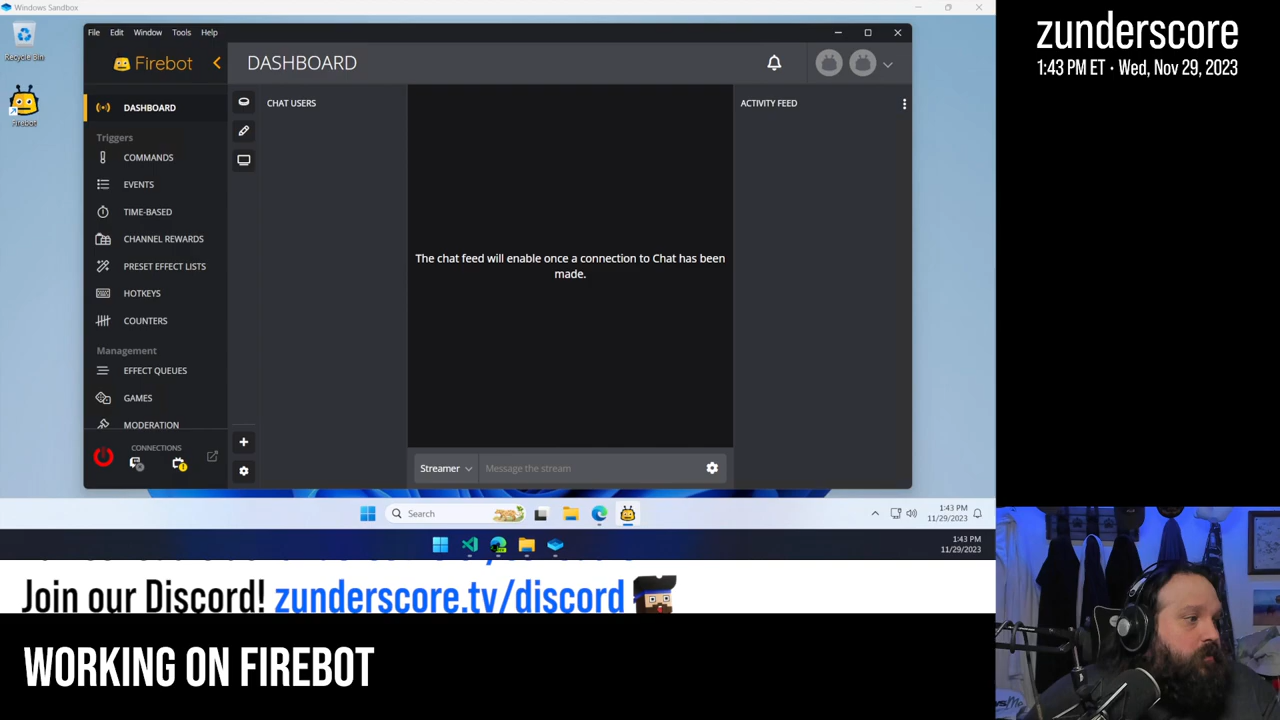 Windows Sandbox
zunderscore
1:43 PM ET • Wed, Nov 29, 2023
Recycle Bin
Firebot
File Edit Window Tools Help
Firebot
DASHBOARD
DASHBOARD
Triggers
COMMANDS
EVENTS
TIME-BASED
CHANNEL REWARDS
PRESET EFFECT LISTS
HOTKEYS
COUNTERS
Management
EFFECT QUEUES
GAMES
MODERATION
CONNECTIONS
CHAT USERS
The chat feed will enable once a connection to Chat has been
made.
Streamer
Message the stream
ACTIVITY FEED
Search
1:43 PM
11/29/2023
1:43 PM
11/29/2023
Join our Discord! zunderscore.tv/discord
WORKING ON FIREBOT